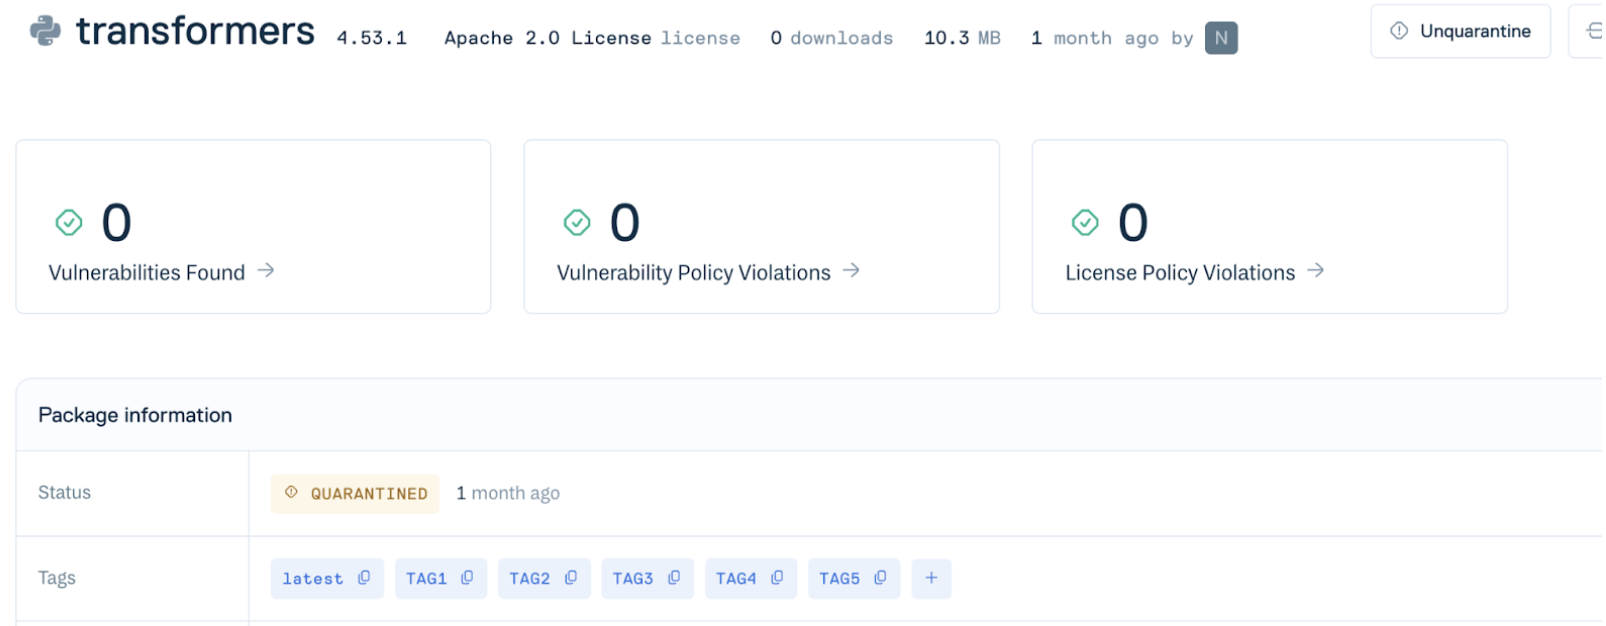 transformers 4.53.1 Apache 2.0 License license 0 downloads 10.3 MB 1 month ago by N Unquarantine
0 0 0
Vulnerabilities Found → Vulnerability Policy Violations → License Policy Violations →
Package information
Status QUARANTINED 1 month ago
Tags latest TAG1 TAG2 TAG3 TAG4 TAG5 +